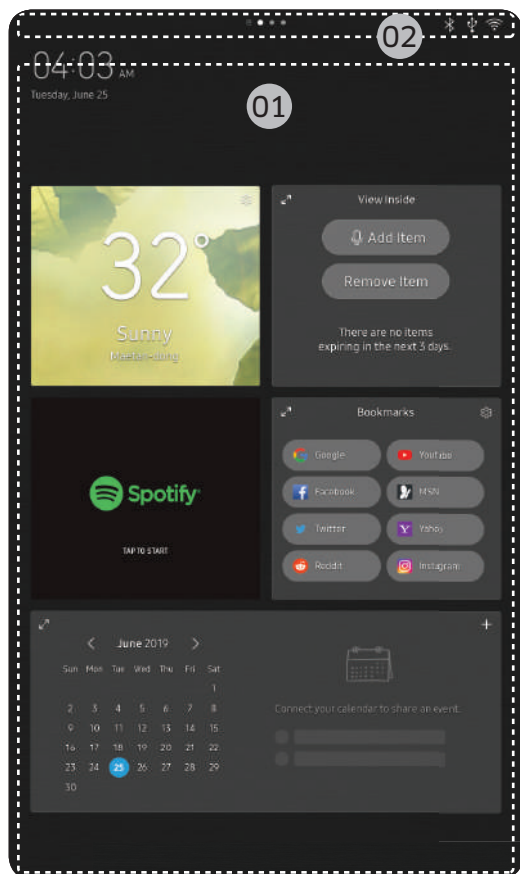 02
04:03 AM
Tuesday, June 25
01
32°
Sunny
Maetan-dong
View Inside
Add Item
Remove Item
There are no items
expiring in the next 3 days.
Spotify
TAP TO START
Bookmarks
Google Youtube
Facebook MSN
Twitter Yahoo
Reddit Instagram
June 2019
Sun Mon Tue Wed Thu Fri Sat
1
2 3 4 5 6 7 8
9 10 11 12 13 14 15
16 17 18 19 20 21 22
23 24 25 26 27 28 29
30
Connect your calendar to share an event.